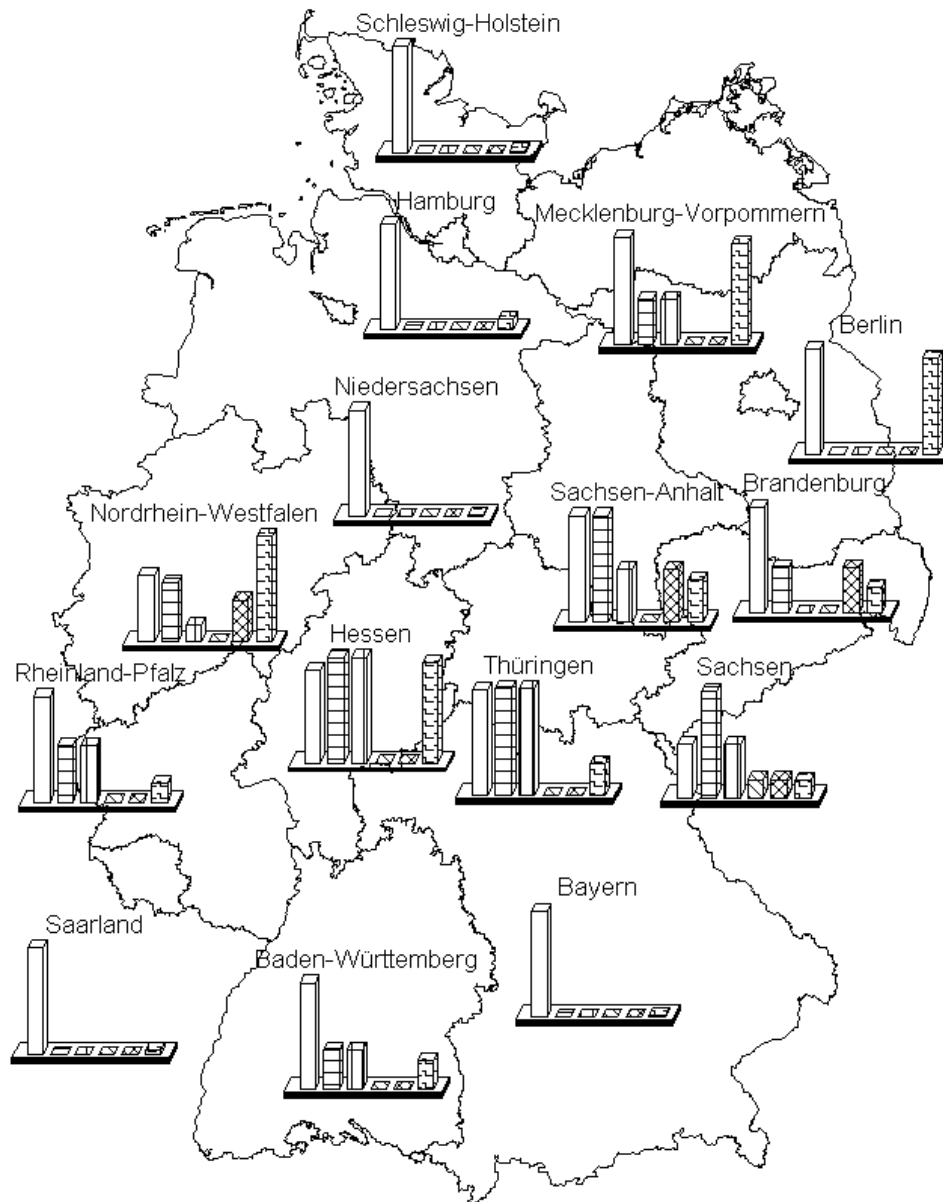 Schleswig-Holstein
Hamburg
Mecklenburg-Vorpommern
Berlin
Niedersachsen
Sachsen-Anhalt
Brandenburg
Nordrhein-Westfalen
Hessen
Thüringen
Sachsen
Rheinland-Pfalz
Bayern
Saarland
Baden-Württemberg